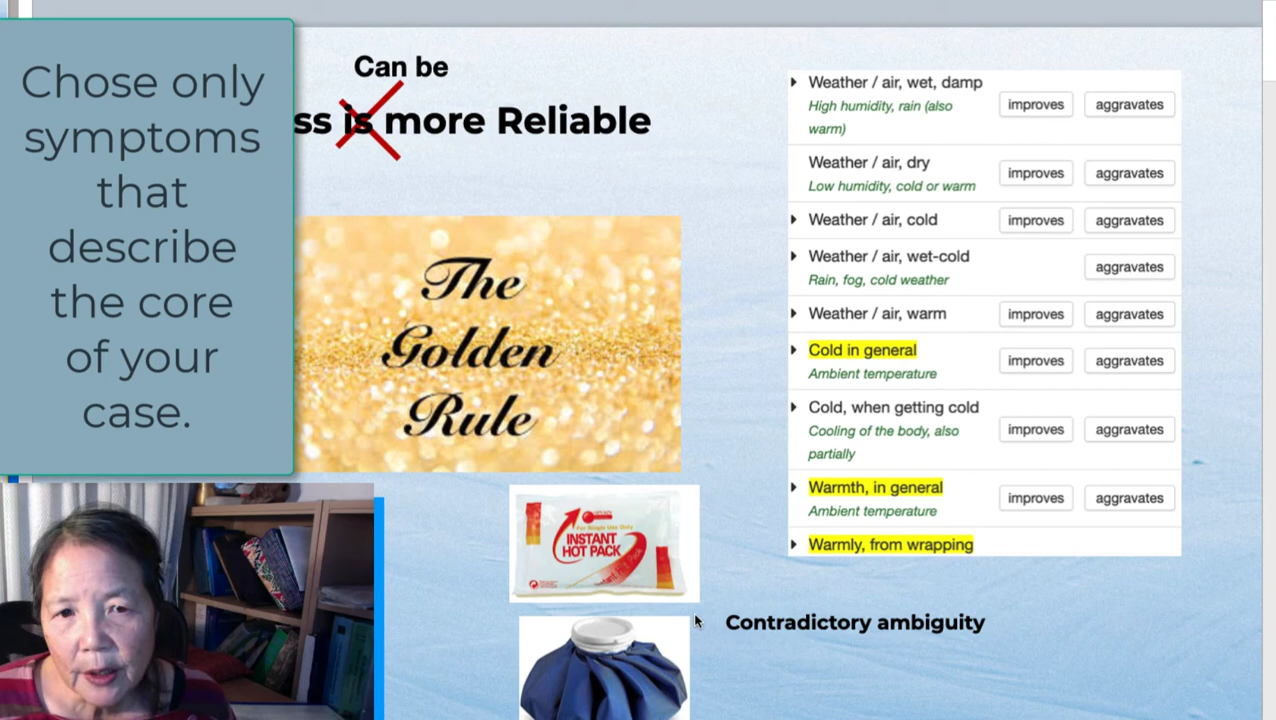 Chose only
symptoms
that
describe
the core
of your
case.
Can be
ss is more Reliable
The
Golden
Rule
For Single Use Only
INSTANT
HOT PACK
Contradictory ambiguity
Weather / air, wet, damp
High humidity, rain (also
warm)
improves aggravates
Weather / air, dry
Low humidity, cold or warm
improves aggravates
Weather / air, cold
improves aggravates
Weather / air, wet-cold
Rain, fog, cold weather
aggravates
Weather / air, warm
improves aggravates
Cold in general
Ambient temperature
improves aggravates
Cold, when getting cold
Cooling of the body, also
partially
improves aggravates
Warmth, in general
Ambient temperature
improves aggravates
Warmly, from wrapping